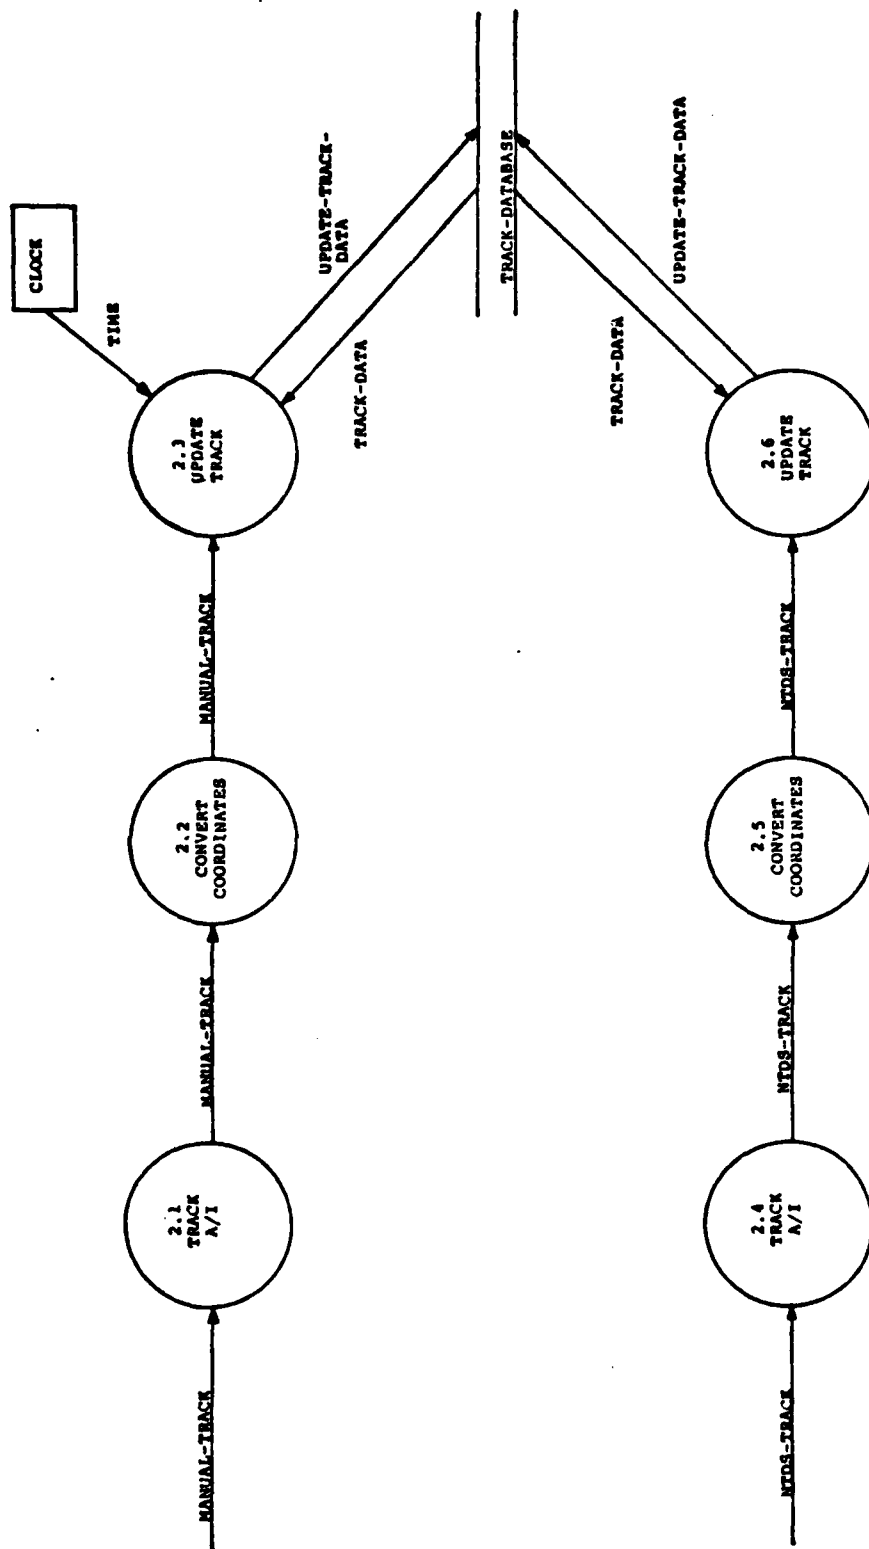 CLOCK
TIME
UPDATE-TRACK-
DATA
TRACK-DATA
2.3
UPDATE
TRACK
MANUAL-TRACK
2.2
CONVERT
COORDINATES
MANUAL-TRACK
2.1
TRACK
A/I
MANUAL-TRACK
TRACK-DATABASE
UPDATE-TRACK-DATA
TRACK-DATA
2.6
UPDATE
TRACK
NTDS-TRACK
2.5
CONVERT
COORDINATES
NTDS-TRACK
2.4
TRACK
A/I
NTDS-TRACK